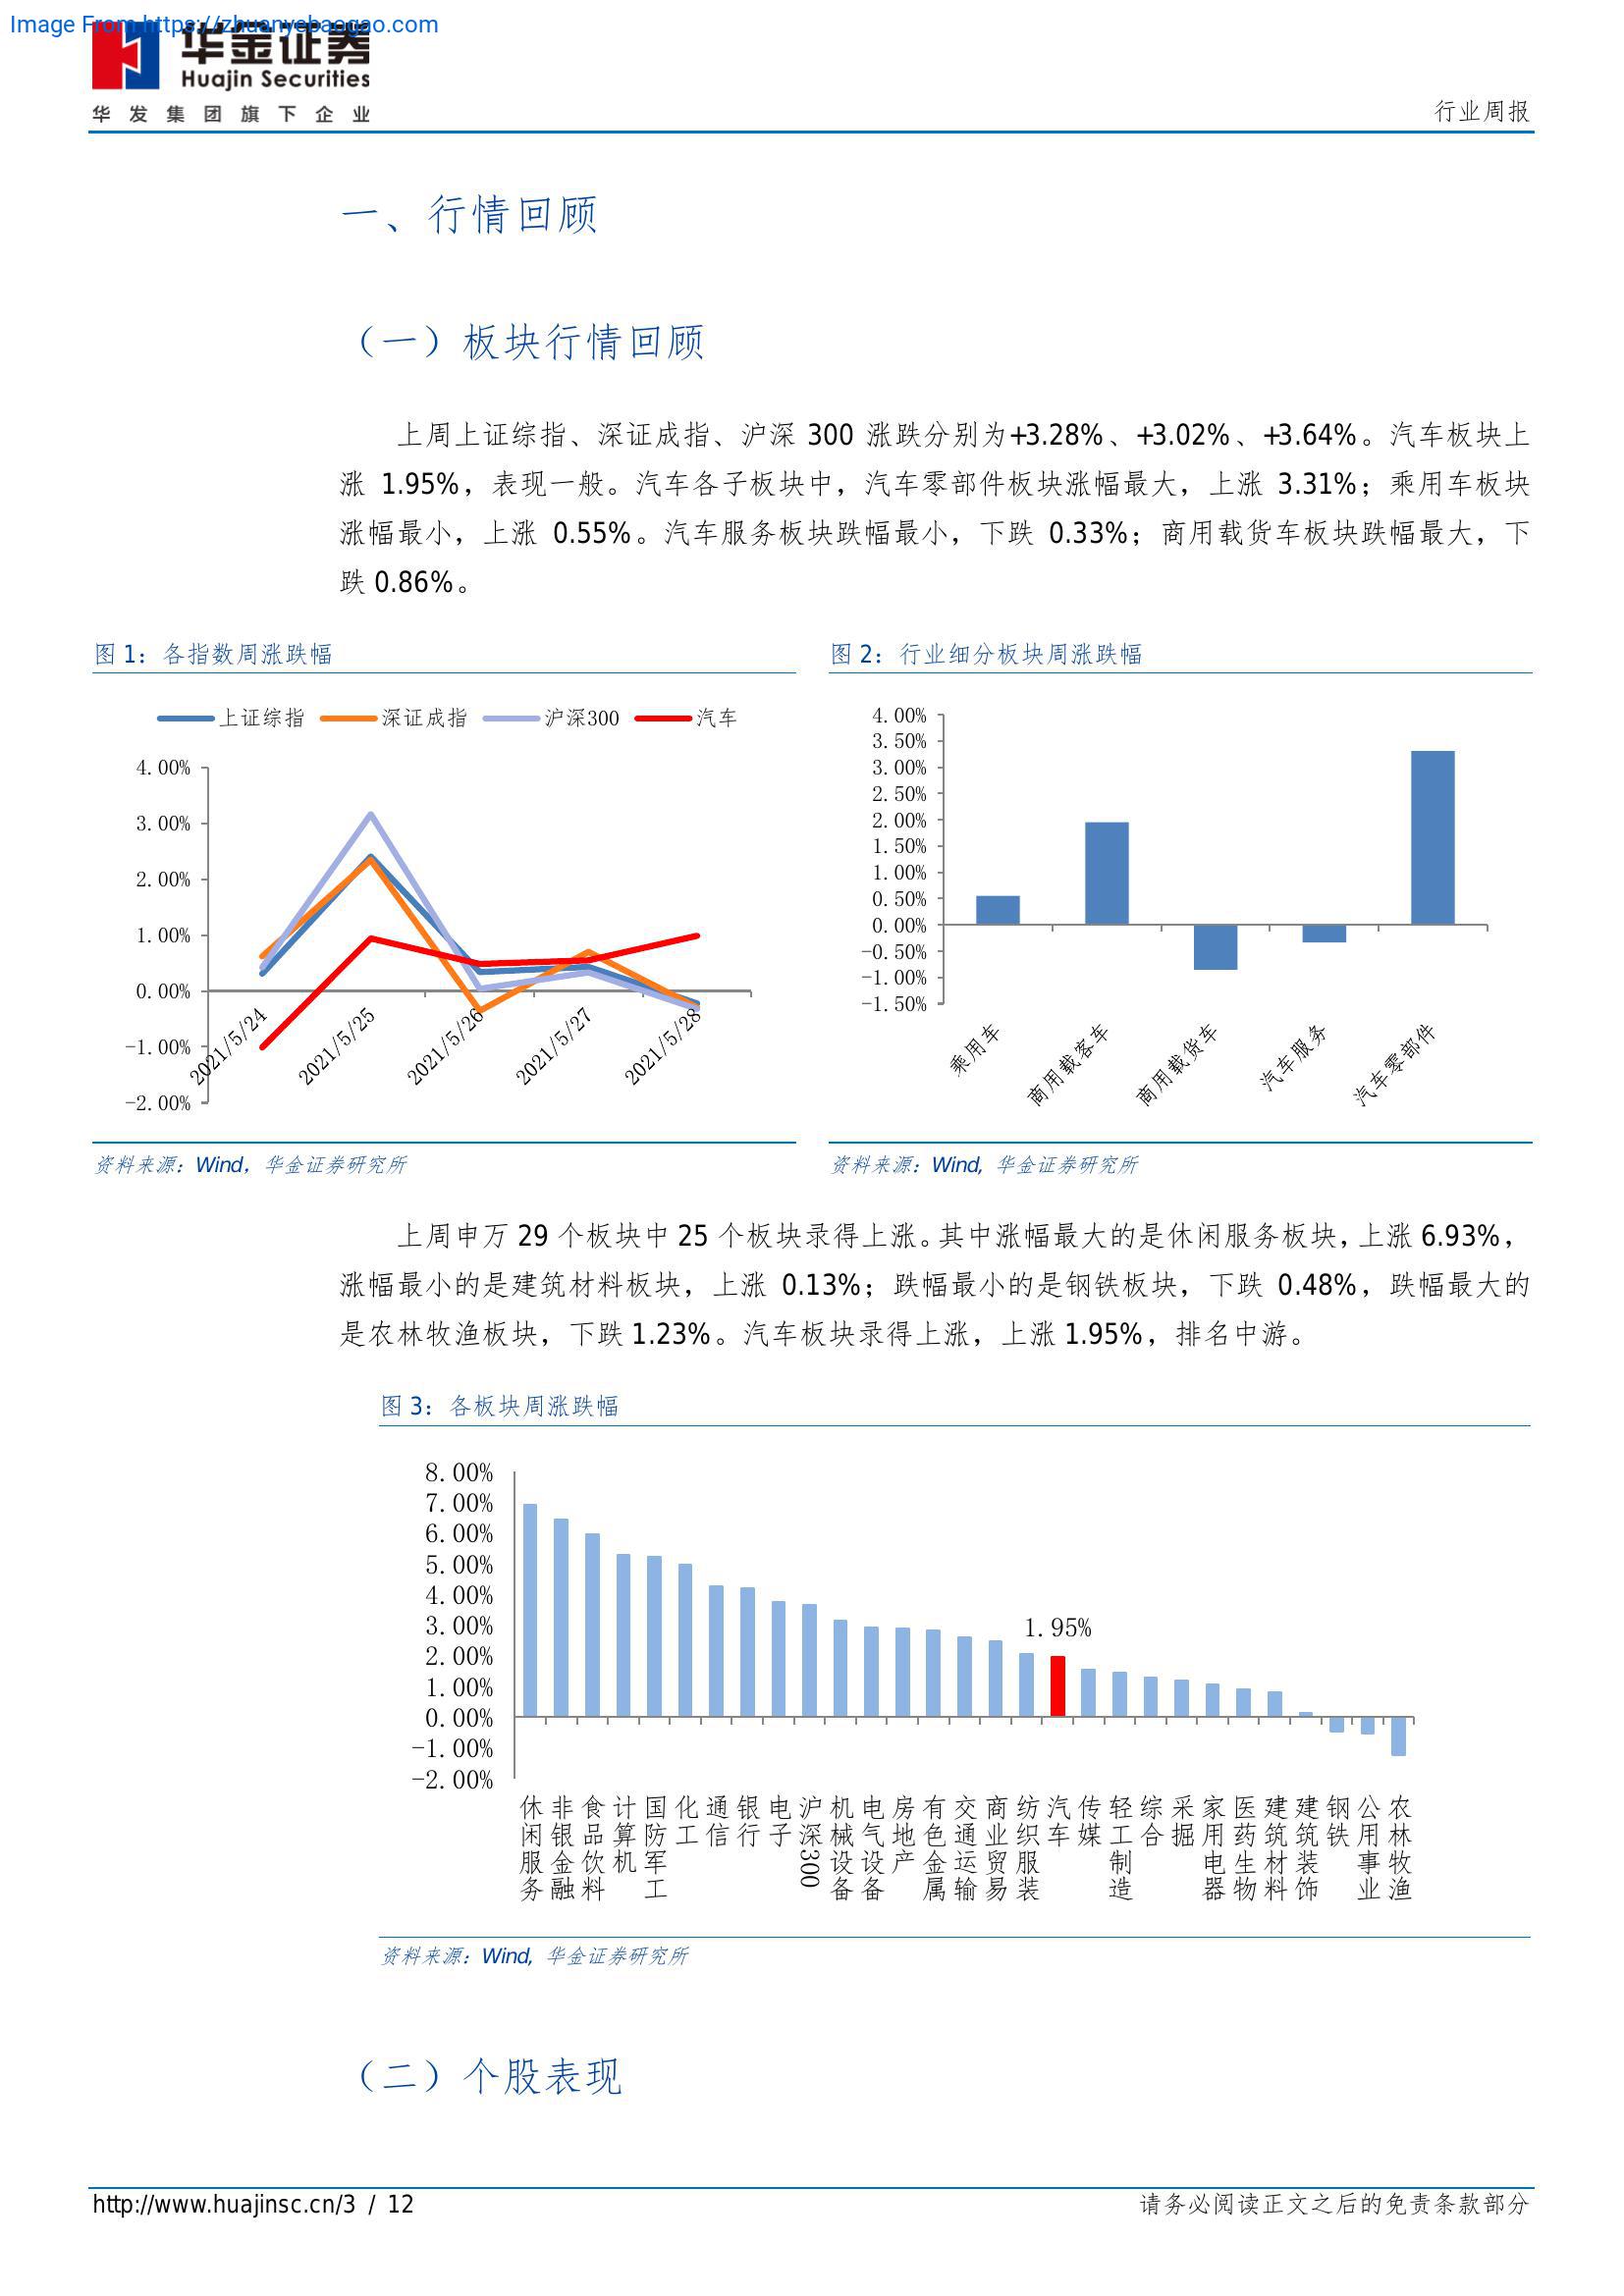 Image From https://zhuanyebaogao.com
华金证券
Huajin Securities
华发集团旗下企业
行业周报
一、行情回顾
（一）板块行情回顾
上周上证综指、深证成指、沪深 300 涨跌分别为+3.28%、+3.02%、+3.64%。汽车板块上
涨 1.95%，表现一般。汽车各子板块中，汽车零部件板块涨幅最大，上涨 3.31%；乘用车板块
涨幅最小，上涨 0.55%。汽车服务板块跌幅最小，下跌 0.33%；商用载货车板块跌幅最大，下
跌 0.86%。
图 1：各指数周涨跌幅
上证综指 深证成指 沪深300 汽车
4.00%
3.00%
2.00%
1.00%
0.00%
-1.00%
-2.00%
2021/5/24
2021/5/25
2021/5/26
2021/5/27
2021/5/28
资料来源：Wind，华金证券研究所
图 2：行业细分板块周涨跌幅
4.00%
3.50%
3.00%
2.50%
2.00%
1.50%
1.00%
0.50%
0.00%
-0.50%
-1.00%
-1.50%
乘用车
商用载客车
商用载货车
汽车服务
汽车零部件
资料来源：Wind, 华金证券研究所
上周申万 29 个板块中 25 个板块录得上涨。其中涨幅最大的是休闲服务板块，上涨 6.93%，
涨幅最小的是建筑材料板块，上涨 0.13%；跌幅最小的是钢铁板块，下跌 0.48%，跌幅最大的
是农林牧渔板块，下跌 1.23%。汽车板块录得上涨，上涨 1.95%，排名中游。
图 3：各板块周涨跌幅
8.00%
7.00%
6.00%
5.00%
4.00%
3.00%
2.00%
1.00%
0.00%
-1.00%
-2.00%
1.95%
休闲服务
非银金融
食品饮料
计算机
国防军工
化工
通信
银行
电子
沪深300
机械设备
电气设备
房地产
有色金属
交通运输
商业贸易
纺织服装
汽车
传媒
轻工制造
综合
采掘
家用电器
医药生物
建筑材料
建筑装饰
钢铁
公用事业
农林牧渔
资料来源：Wind, 华金证券研究所
（二）个股表现
http://www.huajinsc.cn/3 / 12
请务必阅读正文之后的免责条款部分